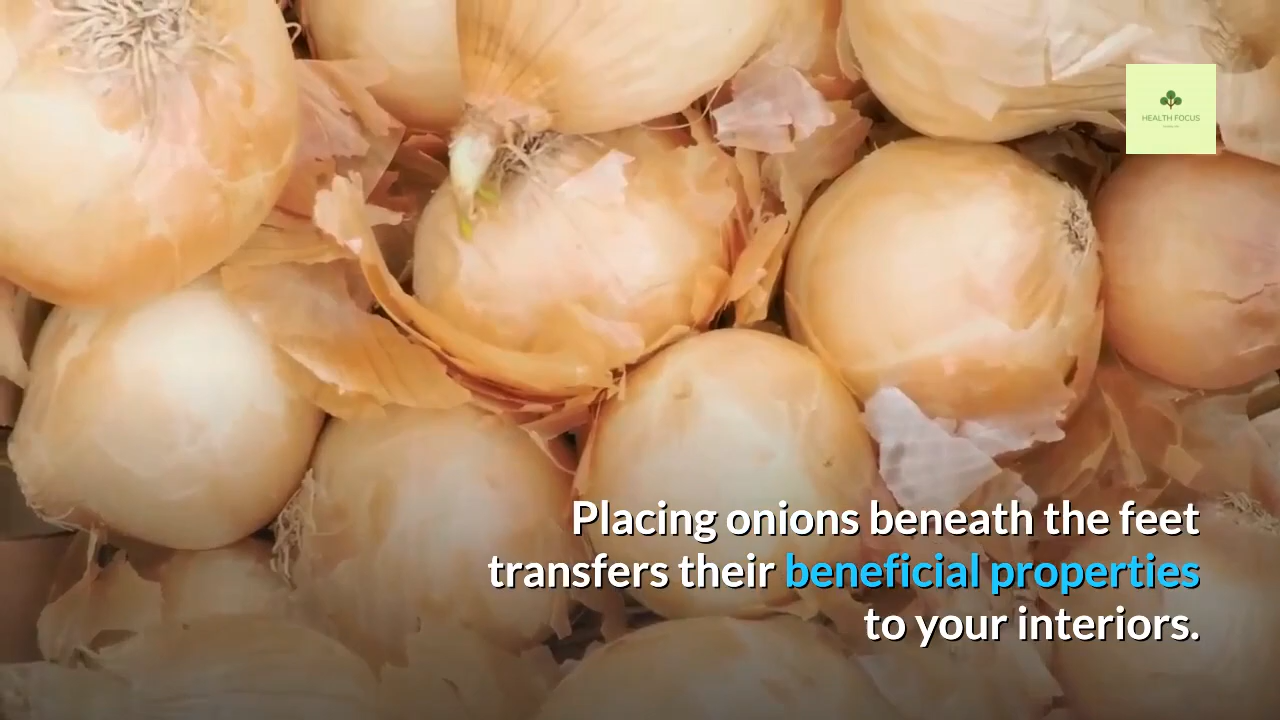 HEALTH FOCUS
Placing onions beneath the feet
transfers their beneficial properties
to your interiors.